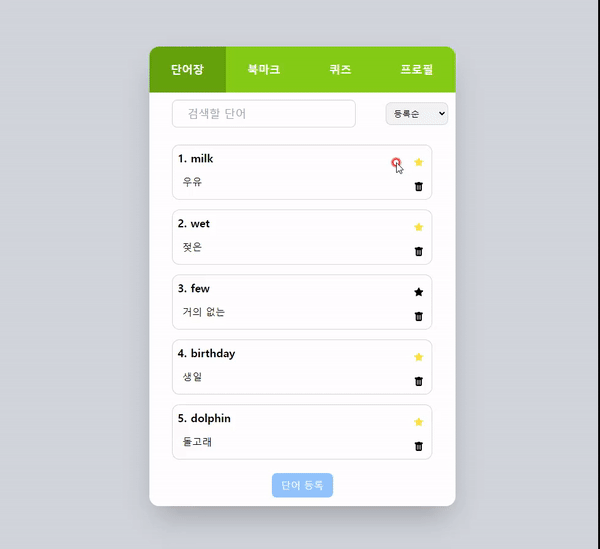 단어장 북마크 퀴즈 프로필
검색할 단어 등록순
1. milk
우유
2. wet
젖은
3. few
거의 없는
4. birthday
생일
5. dolphin
돌고래
단어 등록